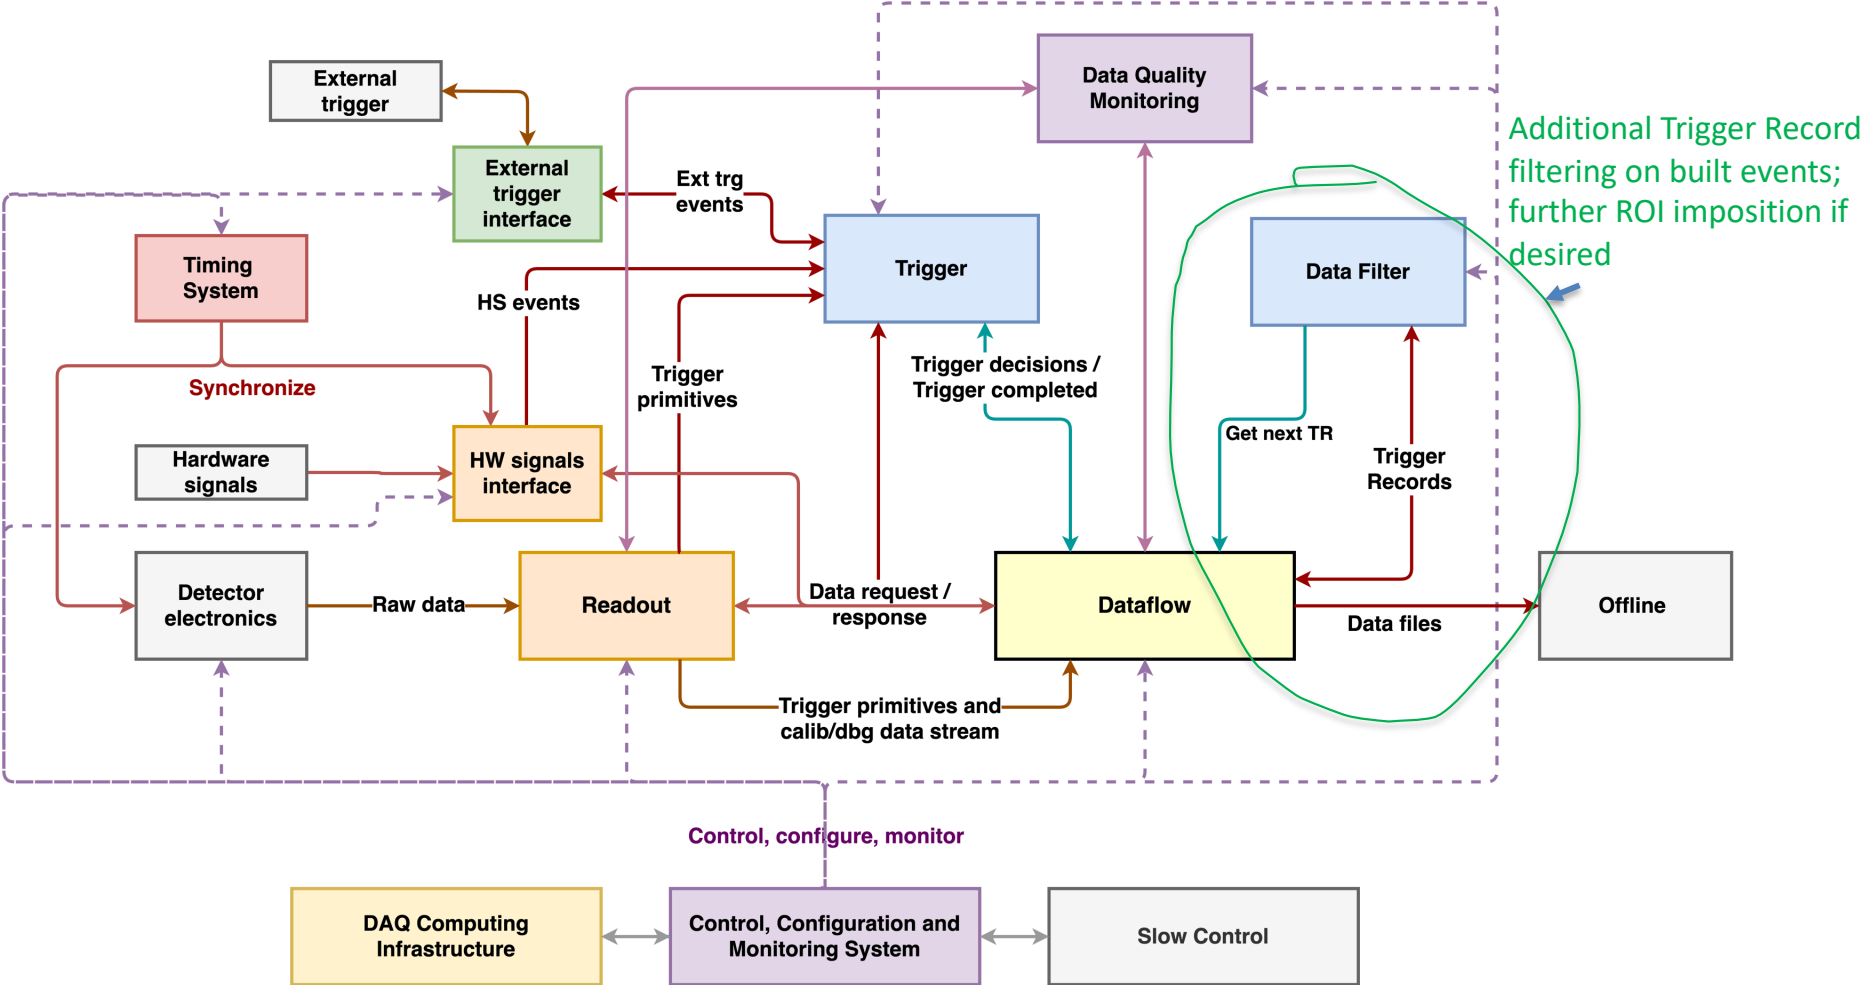 External
trigger
Data Quality
Monitoring
Additional Trigger Record
filtering on built events;
further ROI imposition if
desired
External
trigger
interface
Ext trg
events
Timing
System
Trigger
Data Filter
HS events
Synchronize
Trigger
primitives
Trigger decisions /
Trigger completed
Get next TR
Trigger
Records
Hardware
signals
HW signals
interface
Detector
electronics
Raw data
Readout
Data request /
response
Dataflow
Data files
Offline
Trigger primitives and
calib/dbg data stream
Control, configure, monitor
DAQ Computing
Infrastructure
Control, Configuration and
Monitoring System
Slow Control